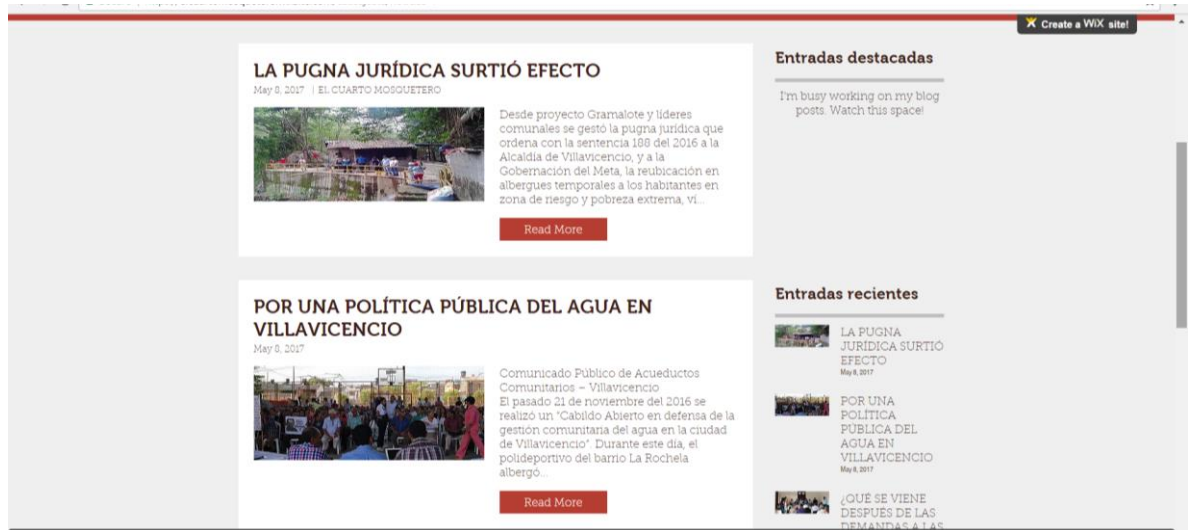 Create a WiX site!
LA PUGNA JURÍDICA SURTIÓ EFECTO
May 8, 2017 | EL CUARTO MOSQUETERO
Desde proyecto Gramalote y líderes
comunales se gestó la pugna jurídica que
ordena con la sentencia 188 del 2016 a la
Alcaldía de Villavicencio, y a la
Gobernación del Meta, la reubicación en
albergues temporales a los habitantes en
zona de riesgo y pobreza extrema, ví...
Read More
POR UNA POLÍTICA PÚBLICA DEL AGUA EN
VILLAVICENCIO
May 8, 2017
Comunicado Público de Acueductos
Comunitarios – Villavicencio
El pasado 21 de noviembre del 2016 se
realizó un "Cabildo Abierto en defensa de la
gestión comunitaria del agua en la ciudad
de Villavicencio". Durante este día, el
polideportivo del barrio La Rochela
albergó...
Read More
Entradas destacadas
I'm busy working on my blog
posts. Watch this space!
Entradas recientes
LA PUGNA
JURÍDICA SURTIÓ
EFECTO
May 8, 2017
POR UNA
POLÍTICA
PÚBLICA DEL
AGUA EN
VILLAVICENCIO
May 8, 2017
¿QUÉ SE VIENE
DESPUÉS DE LAS
DEMANDAS A LAS